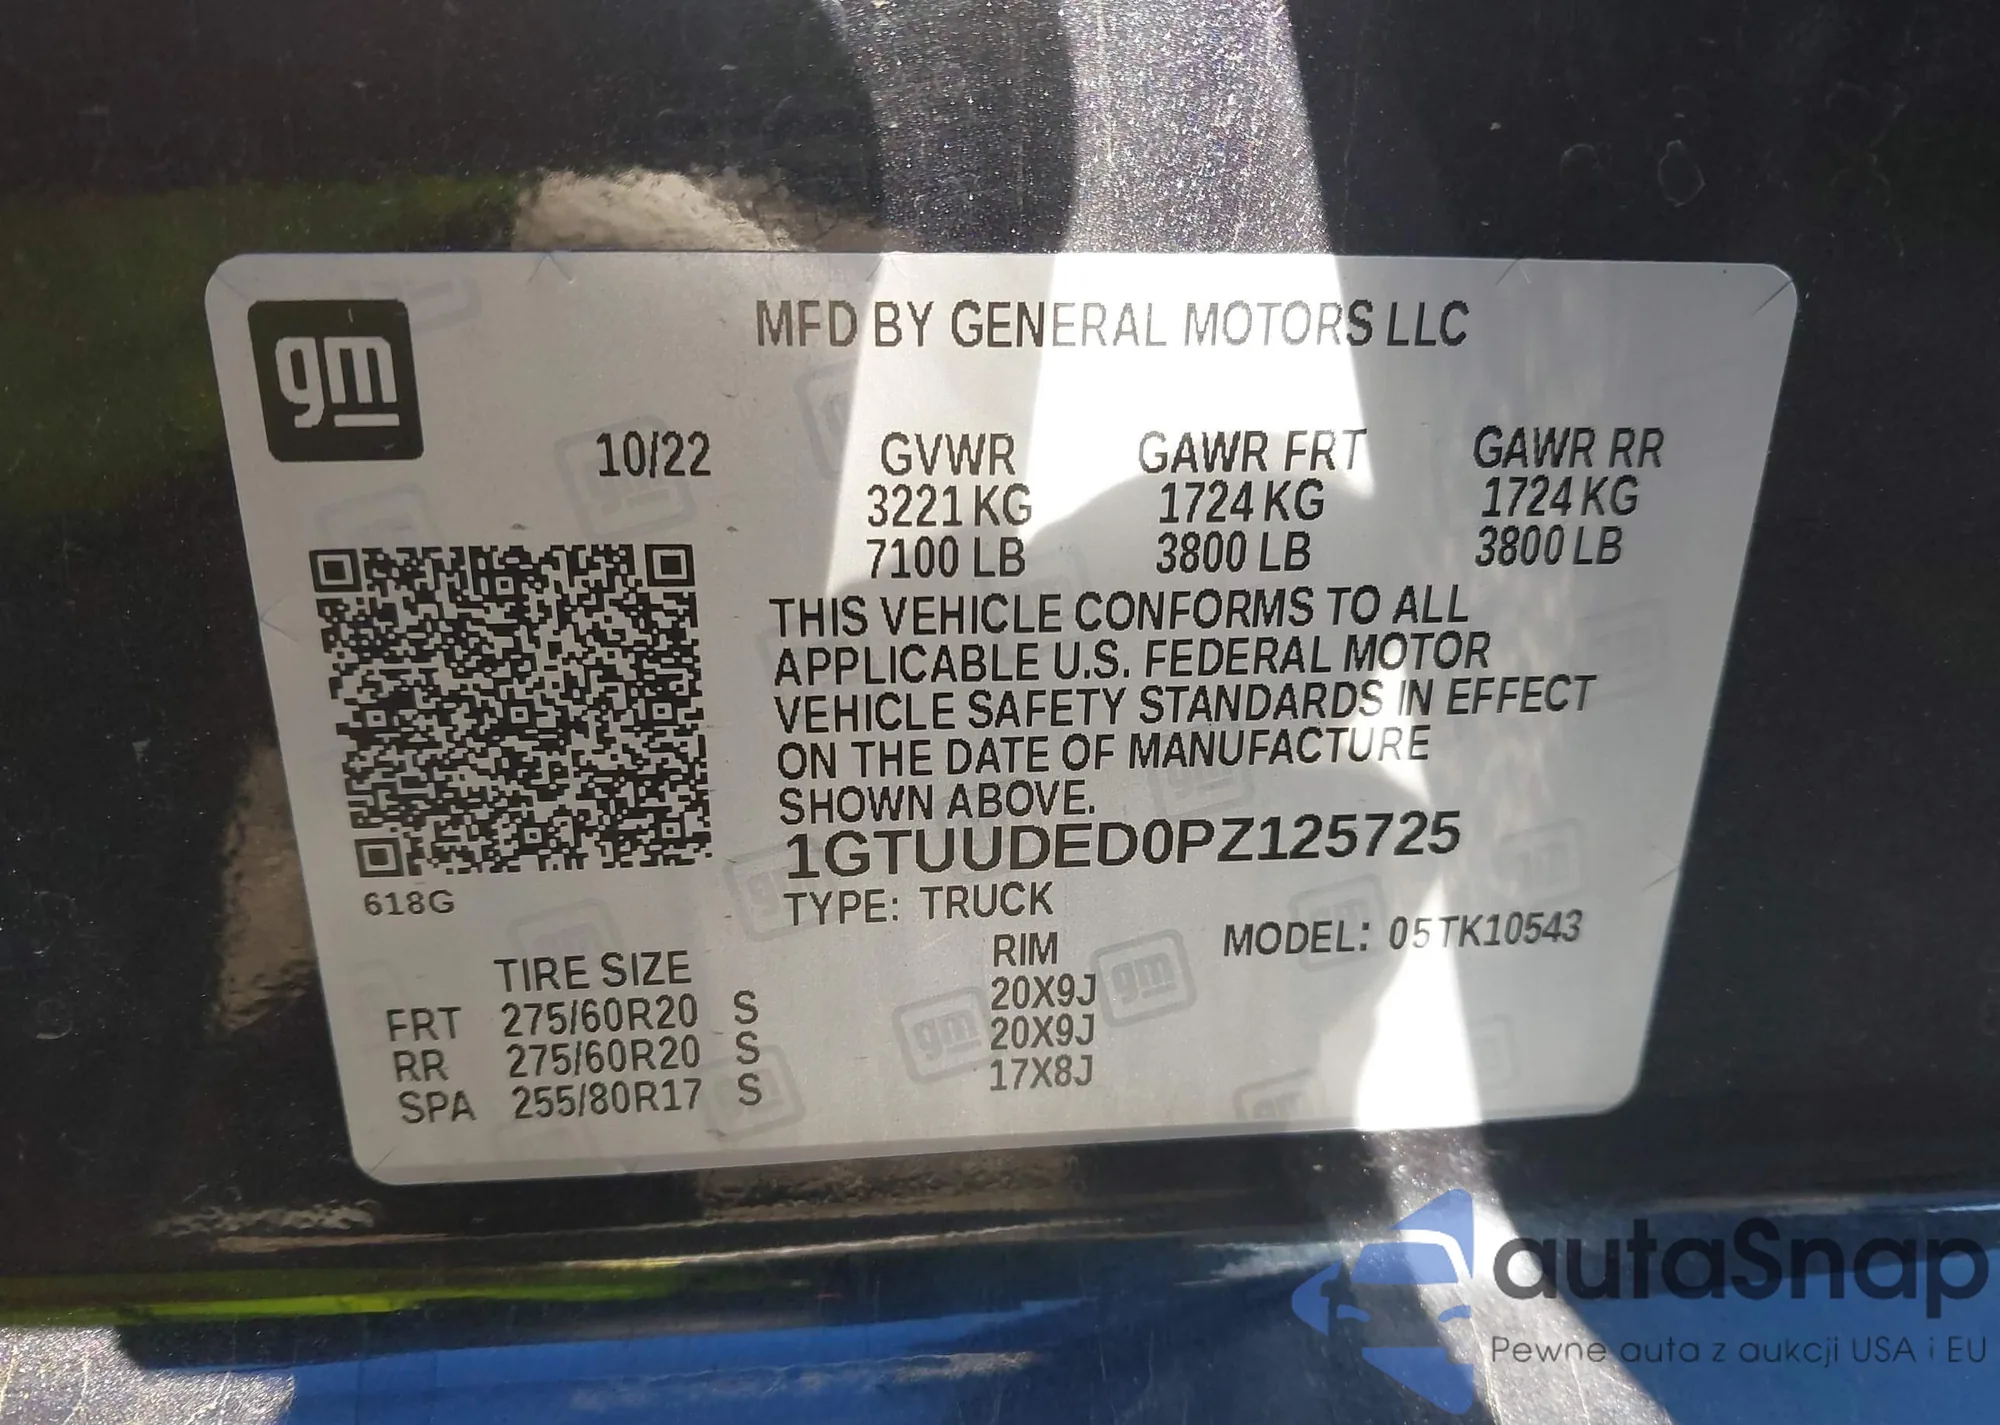 gm
MFD BY GENERAL MOTORS LLC
10/22 GVWR GAWR FRT GAWR RR
3221 KG 1724 KG 1724 KG
7100 LB 3800 LB 3800 LB
THIS VEHICLE CONFORMS TO ALL
APPLICABLE U.S. FEDERAL MOTOR
VEHICLE SAFETY STANDARDS IN EFFECT
ON THE DATE OF MANUFACTURE
SHOWN ABOVE.
1GTUUDED0PZ125725
618G
TYPE: TRUCK
MODEL: 05TK10543
TIRE SIZE RIM
FRT 275/60R20 S 20X9J
RR 275/60R20 S 20X9J
SPA 255/80R17 S 17X8J
autaSnap
Pewne auta z aukcji USA i EU